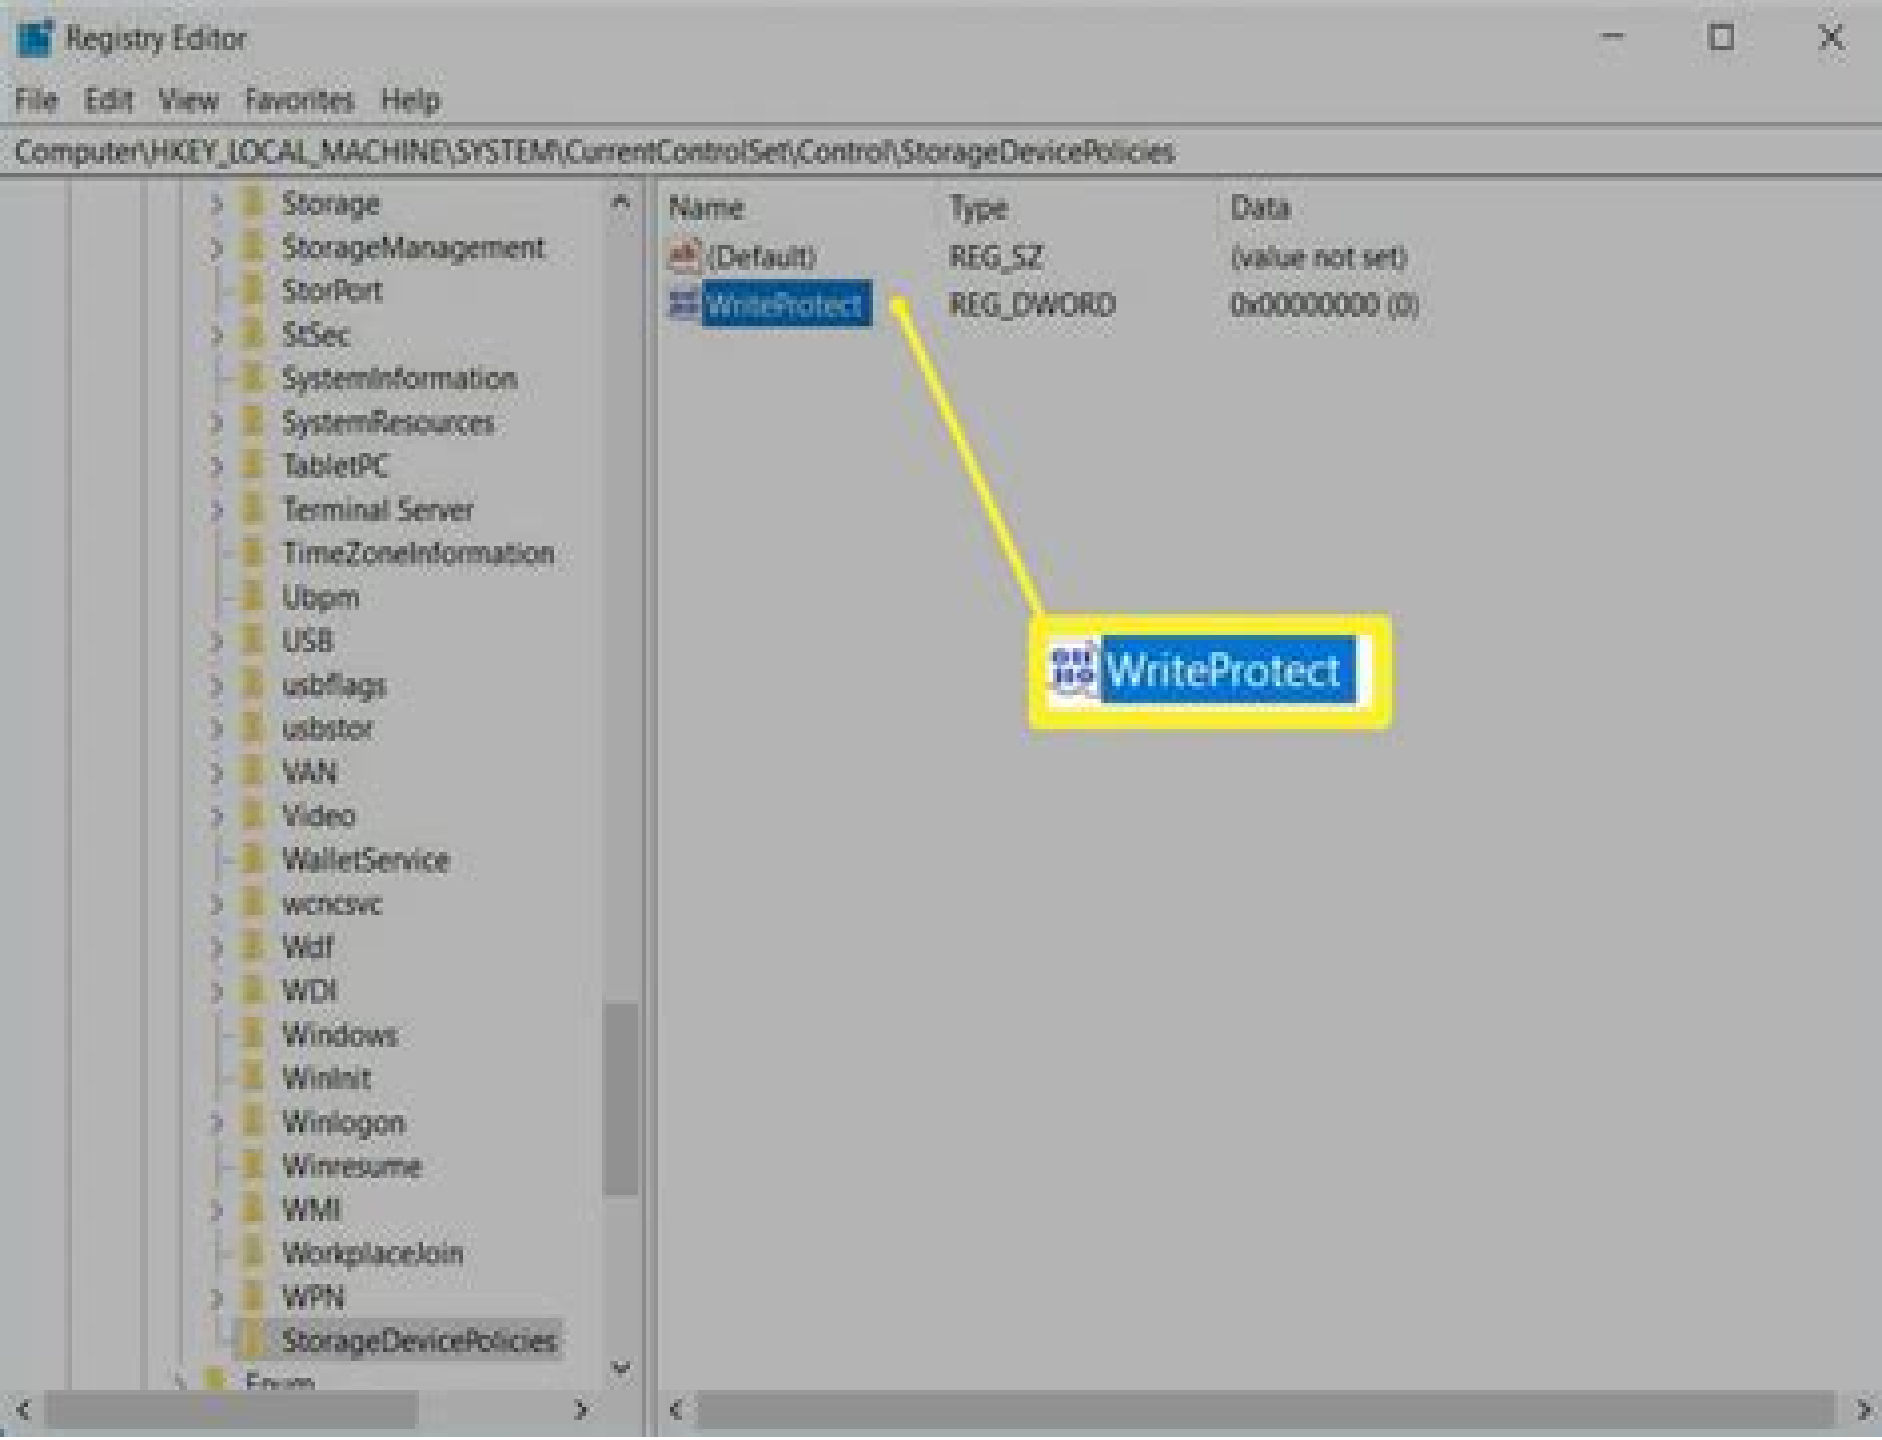 Registry Editor
File Edit View Favorites Help
Computer\HKEY_LOCAL_MACHINE\SYSTEM\CurrentControlSet\Control\StorageDevicePolicies
Storage
StorageManagement
StorPort
StSec
SystemInformation
SystemResources
TabletPC
Terminal Server
TimeZoneInformation
Ubpm
USB
usbflags
usbstor
VAN
Video
WalletService
wcncsvc
Wdf
WDI
Windows
WinInit
Winlogon
Winresume
WMI
WorkplaceJoin
WPN
StorageDevicePolicies
Enum
Name Type Data
ab (Default) REG_SZ (value not set)
WriteProtect REG_DWORD 0x00000000 (0)
WriteProtect